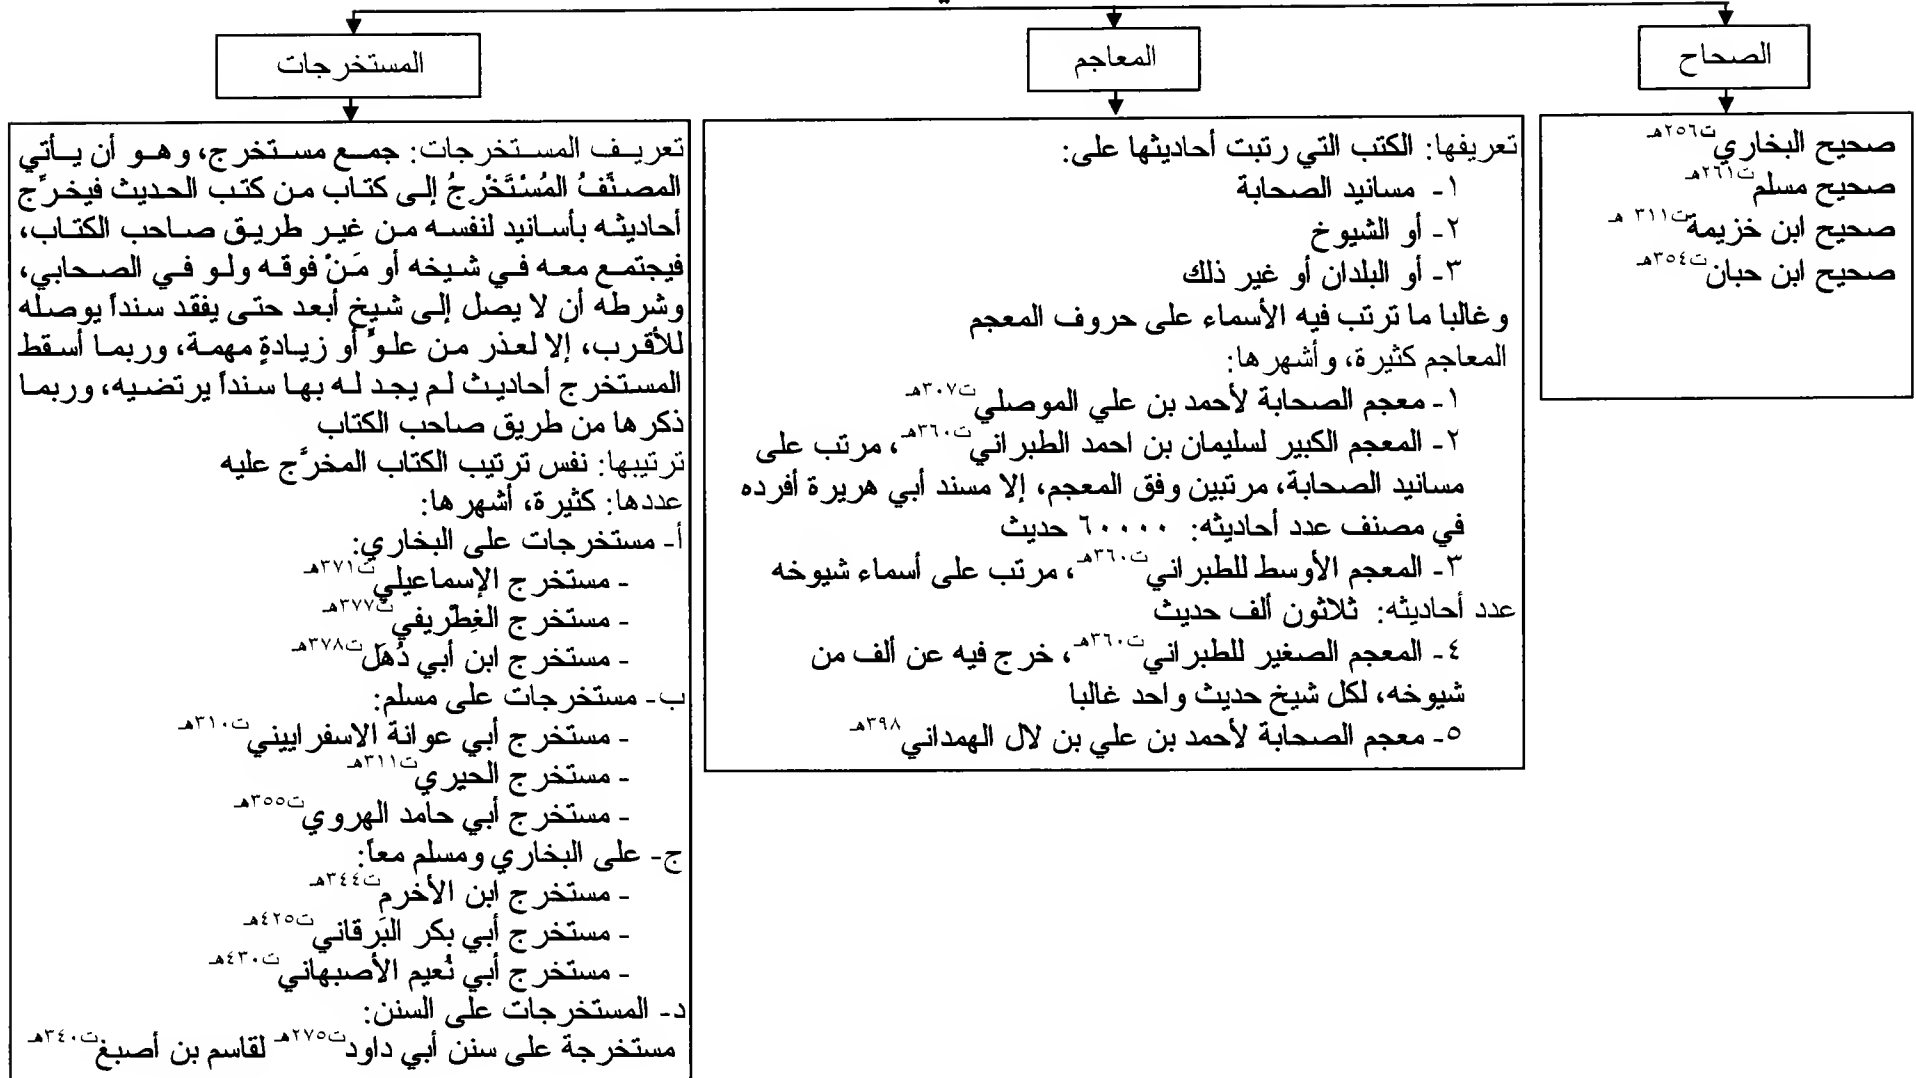 الصحاح
صحيح البخاري ت٢٥٦هـ
صحيح مسلم ت٢٦١هـ
صحيح ابن خزيمة ت٣١١ هـ
صحيح ابن حبان ت٣٥٤هـ
المعاجم
تعريفها: الكتب التي رتبت أحاديثها على:
١- مسانيد الصحابة
٢- أو الشيوخ
٣- أو البلدان أو غير ذلك
وغالبا ما ترتب فيه الأسماء على حروف المعجم
المعاجم كثيرة، وأشهرها:
١- معجم الصحابة لأحمد بن علي الموصلي ت٣٠٧هـ
٢- المعجم الكبير لسليمان بن احمد الطبراني ت٣٦٠هـ، مرتب على
مسانيد الصحابة، مرتبين وفق المعجم، إلا مسند أبي هريرة أفرده
في مصنف عدد أحاديثه: ٦٠٠٠٠ حديث
٣- المعجم الأوسط للطبراني ت٣٦٠هـ، مرتب على أسماء شيوخه
عدد أحاديثه: ثلاثون ألف حديث
٤- المعجم الصغير للطبراني ت٣٦٠هـ، خرج فيه عن ألف من
شيوخه، لكل شيخ حديث واحد غالبا
٥- معجم الصحابة لأحمد بن علي بن لال الهمداني ٣٩٨هـ
المستخرجات
تعريف المستخرجات: جمع مستخرج، وهو أن يأتي
المصنِّفُ المُسْتَخْرِجُ إلى كتاب من كتب الحديث فيخرِّج
أحاديثه بأسانيد لنفسه من غير طريق صاحب الكتاب،
فيجتمع معه في شيخه أو مَنْ فوقه ولو في الصحابي،
وشرطه أن لا يصل إلى شيخ أبعد حتى يفقد سنداً يوصله
للأقرب، إلا لعذر من علوٍّ أو زيادةٍ مهمة، وربما أسقط
المستخرج أحاديث لم يجد له بها سنداً يرتضيه، وربما
ذكرها من طريق صاحب الكتاب
ترتيبها: نفس ترتيب الكتاب المخرَّج عليه
عددها: كثيرة، أشهرها:
أ- مستخرجات على البخاري:
- مستخرج الإسماعيلي ت٣٧١هـ
- مستخرج الغِطْريفي ت٣٧٧هـ
- مستخرج ابن أبي ذُهَل ت٣٧٨هـ
ب- مستخرجات على مسلم:
- مستخرج أبي عوانة الاسفراييني ت٣١٠هـ
- مستخرج الحيري ت٣١١هـ
- مستخرج أبي حامد الهروي ت٣٥٥هـ
ج- على البخاري ومسلم معاً:
- مستخرج ابن الأخرم ت٣٤٤هـ
- مستخرج أبي بكر البَرقاني ت٤٢٥هـ
- مستخرج أبي نُعيم الأصبهاني ت٤٣٠هـ
د- المستخرجات على السنن:
مستخرجة على سنن أبي داود ت٢٧٥هـ لقاسم بن أصبغ ت٣٤٠هـ